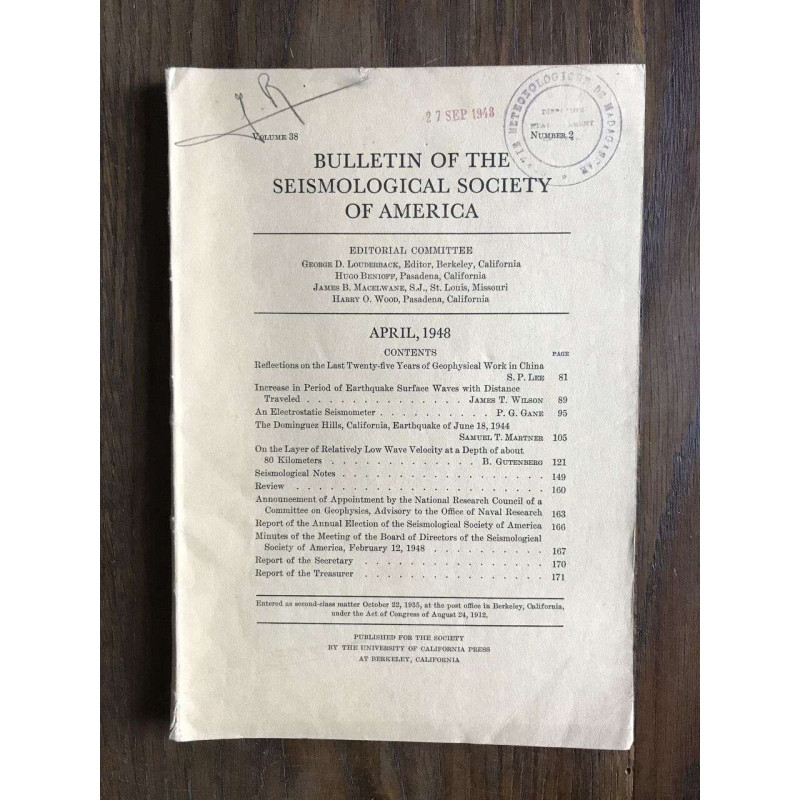 J R
27 SEP 1948
METEOROLOGIQUE DE MADAGASCAR
VOLUME 38 NUMBER 2
BULLETIN OF THE
SEISMOLOGICAL SOCIETY
OF AMERICA
EDITORIAL COMMITTEE
GEORGE D. LOUDERBACK, Editor, Berkeley, California
HUGO BENIOFF, Pasadena, California
JAMES B. MACELWANE, S.J., St. Louis, Missouri
HARRY O. WOOD, Pasadena, California
APRIL, 1948
CONTENTS PAGE
Reflections on the Last Twenty-five Years of Geophysical Work in China
S. P. LEE 81
Increase in Period of Earthquake Surface Waves with Distance
Traveled . . . . . . . . . . . . . . . JAMES T. WILSON 89
An Electrostatic Seismometer . . . . . . . . . . P. G. GANE 95
The Dominguez Hills, California, Earthquake of June 18, 1944
SAMUEL T. MARTNER 105
On the Layer of Relatively Low Wave Velocity at a Depth of about
80 Kilometers . . . . . . . . . . . . . B. GUTENBERG 121
Seismological Notes . . . . . . . . . . . . . . . . . . 149
Review . . . . . . . . . . . . . . . . . . . . . 160
Announcement of Appointment by the National Research Council of a
Committee on Geophysics, Advisory to the Office of Naval Research 163
Report of the Annual Election of the Seismological Society of America 166
Minutes of the Meeting of the Board of Directors of the Seismological
Society of America, February 12, 1948 . . . . . . . . . . 167
Report of the Secretary . . . . . . . . . . . . . . . . 170
Report of the Treasurer . . . . . . . . . . . . . . . . 171
Entered as second-class matter October 22, 1935, at the post office in Berkeley, California,
under the Act of Congress of August 24, 1912.
PUBLISHED FOR THE SOCIETY
BY THE UNIVERSITY OF CALIFORNIA PRESS
AT BERKELEY, CALIFORNIA